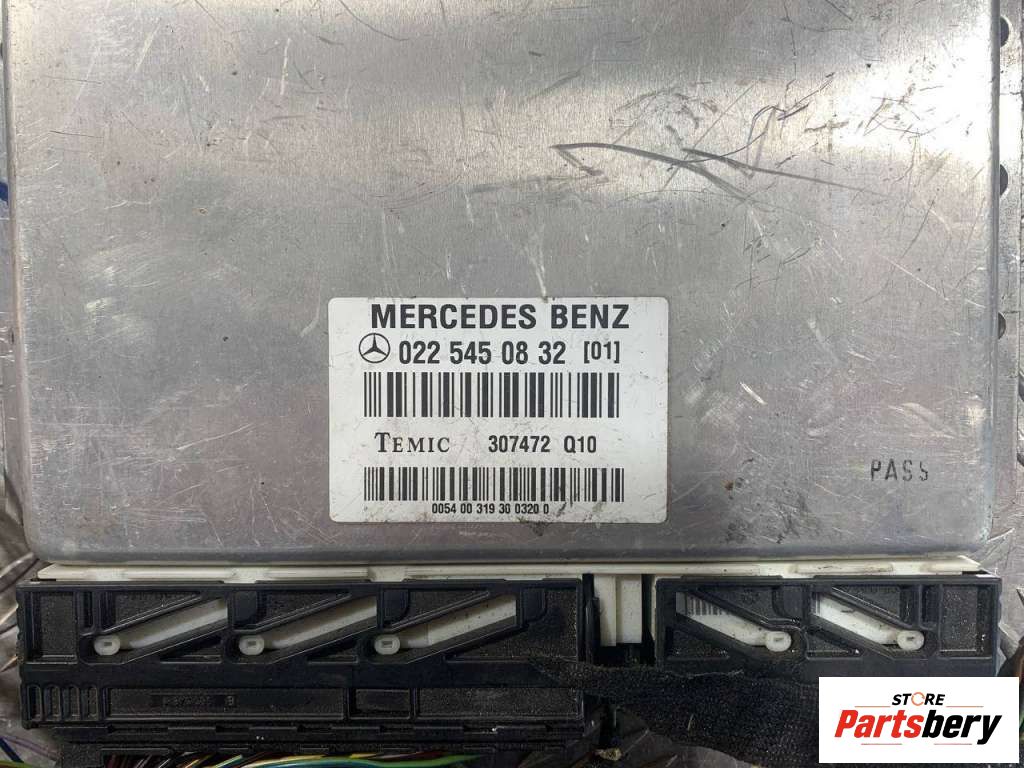 MERCEDES BENZ
022 545 08 32 [01]
TEMIC 307472 Q10
0054 00 319 30 0320 0
PASS
STORE
Partsbery